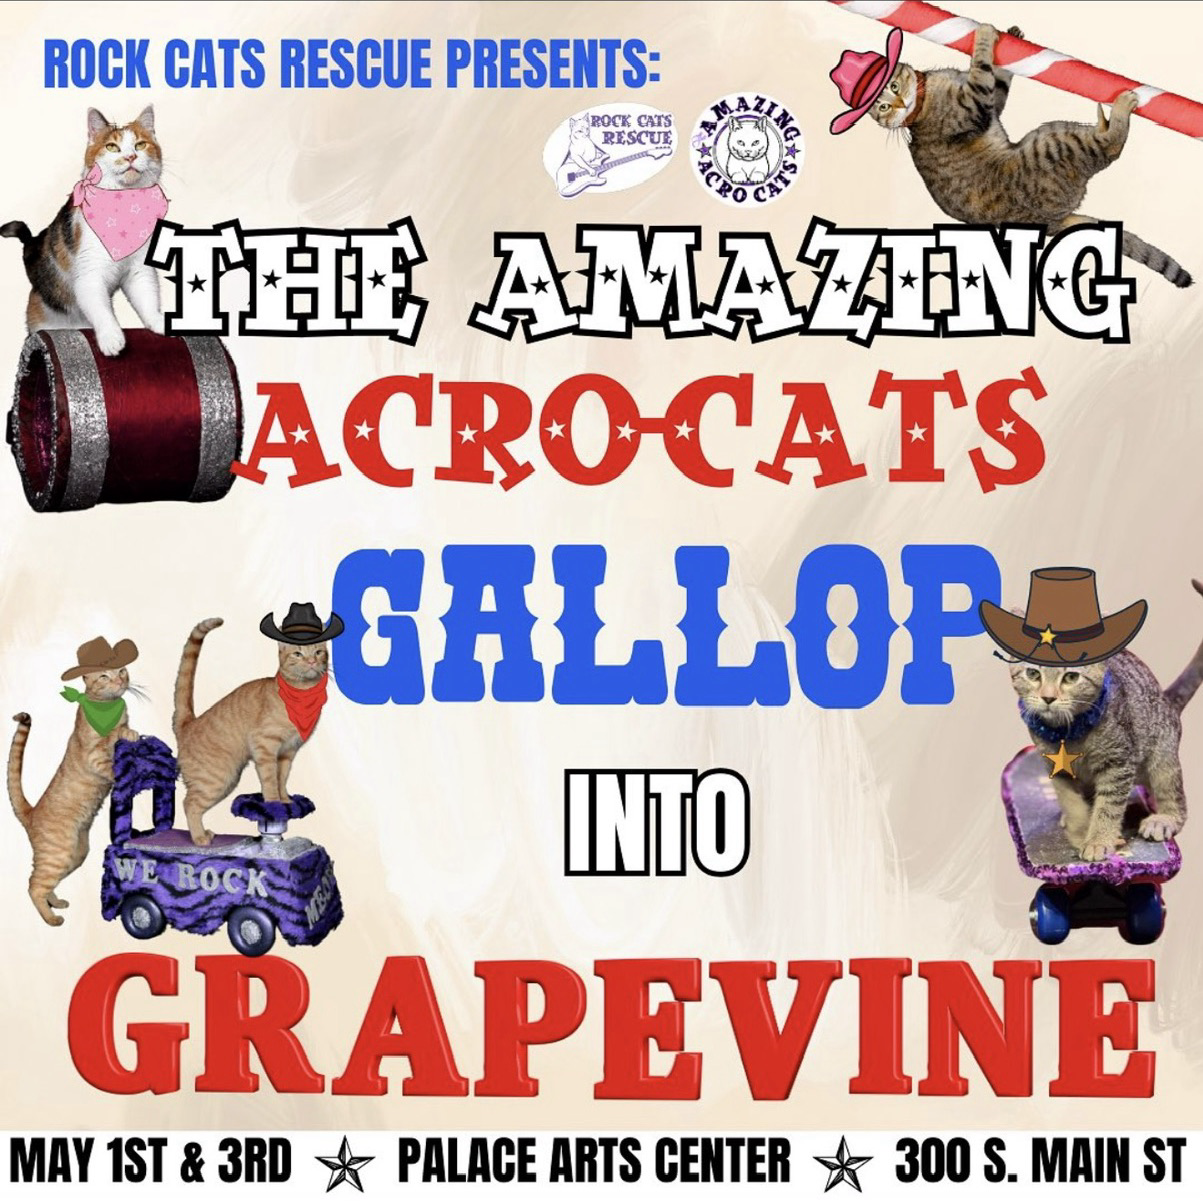 ROCK CATS RESCUE PRESENTS:
ROCK CATS
RESCUE
AMAZING
ACRO CATS
THE AMAZING
ACRO-CATS
GALLOP
INTO
WE ROCK
GRAPEVINE
MAY 1ST & 3RD PALACE ARTS CENTER 300 S. MAIN ST